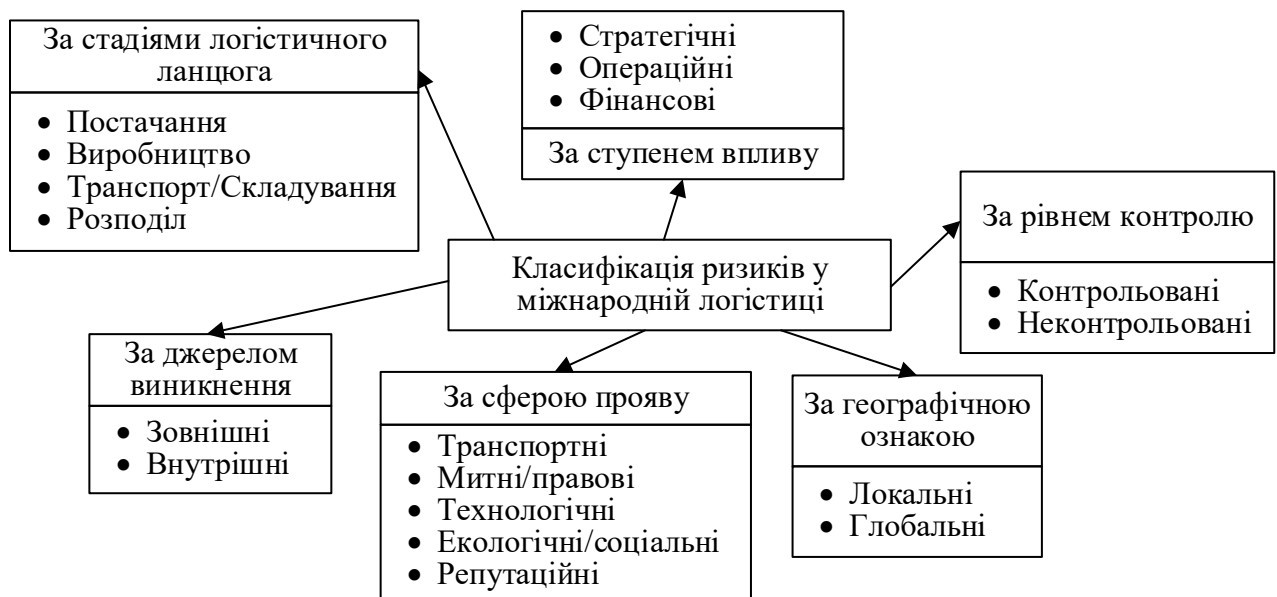 За стадіями логістичного
ланцюга
• Постачання
• Виробництво
• Транспорт/Складування
• Розподіл
• Стратегічні
• Операційні
• Фінансові
За ступенем впливу
За рівнем контролю
• Контрольовані
• Неконтрольовані
Класифікація ризиків у
міжнародній логістиці
За джерелом
виникнення
• Зовнішні
• Внутрішні
За сферою прояву
• Транспортні
• Митні/правові
• Технологічні
• Екологічні/соціальні
• Репутаційні
За географічною
ознакою
• Локальні
• Глобальні